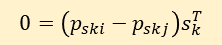 0 = (p_{ski} − p_{skj})s_k^T